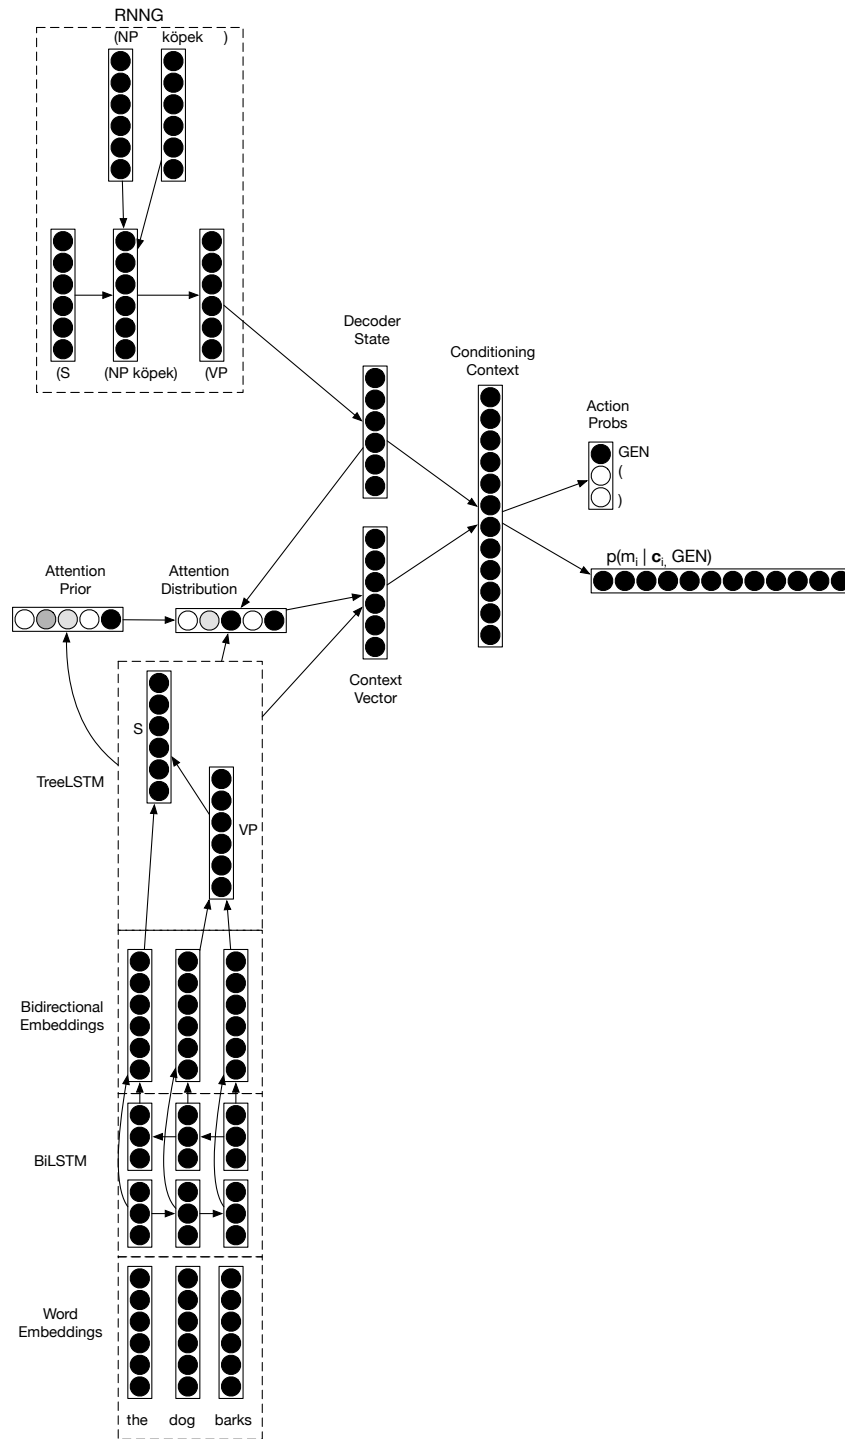 RNNG
(NP köpek )
(S (NP köpek) (VP
Decoder
State
Conditioning
Context
Action
Probs
GEN
(
)
p(mᵢ | cᵢ, GEN)
Attention
Prior
Attention
Distribution
Context
Vector
S
TreeLSTM
VP
Bidirectional
Embeddings
BiLSTM
Word
Embeddings
the dog barks